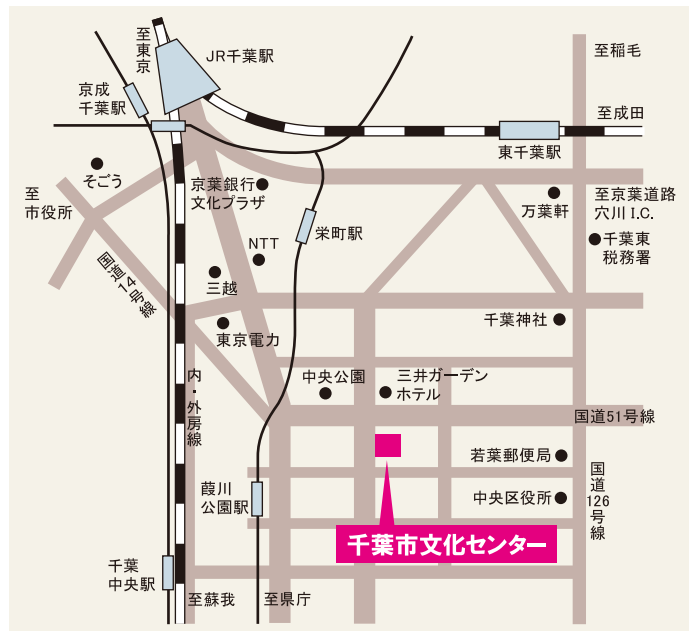 至東京
JR千葉駅
至稲毛
京成
千葉駅
至成田
東千葉駅
そごう
京葉銀行
文化プラザ
至
市役所
万葉軒
至京葉道路
穴川I.C.
栄町駅
NTT
千葉東
税務署
国道14号線
三越
東京電力
千葉神社
内・外房線
中央公園
三井ガーデン
ホテル
国道51号線
若葉郵便局
国道126号線
葭川
公園駅
中央区役所
千葉市文化センター
千葉
中央駅
至蘇我
至県庁